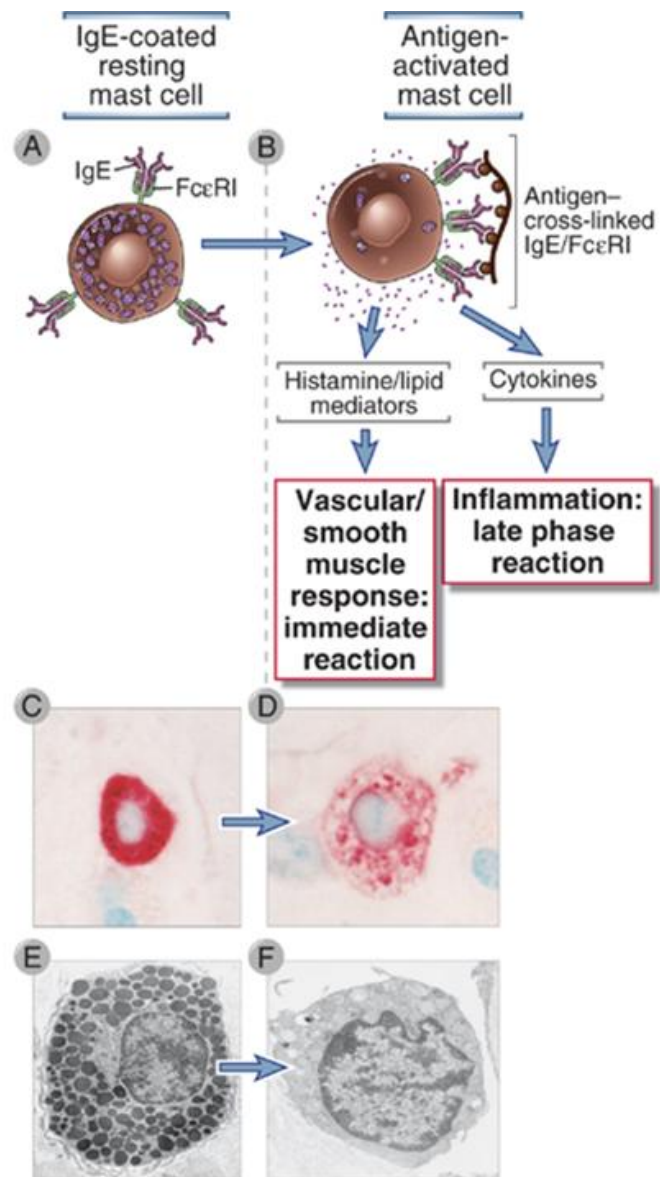 IgE-coated
resting
mast cell
Antigen-
activated
mast cell
A
IgE
FcεRI
B
Antigen–
cross-linked
IgE/FcεRI
Histamine/lipid
mediators
Cytokines
Vascular/
smooth
muscle
response:
immediate
reaction
Inflammation:
late phase
reaction
C
D
E
F